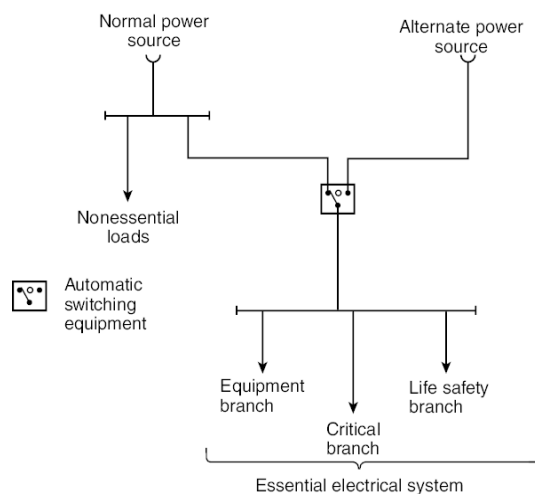 Normal power
source
Alternate power
source
Nonessential
loads
Automatic
switching
equipment
Equipment
branch
Life safety
branch
Critical
branch
Essential electrical system